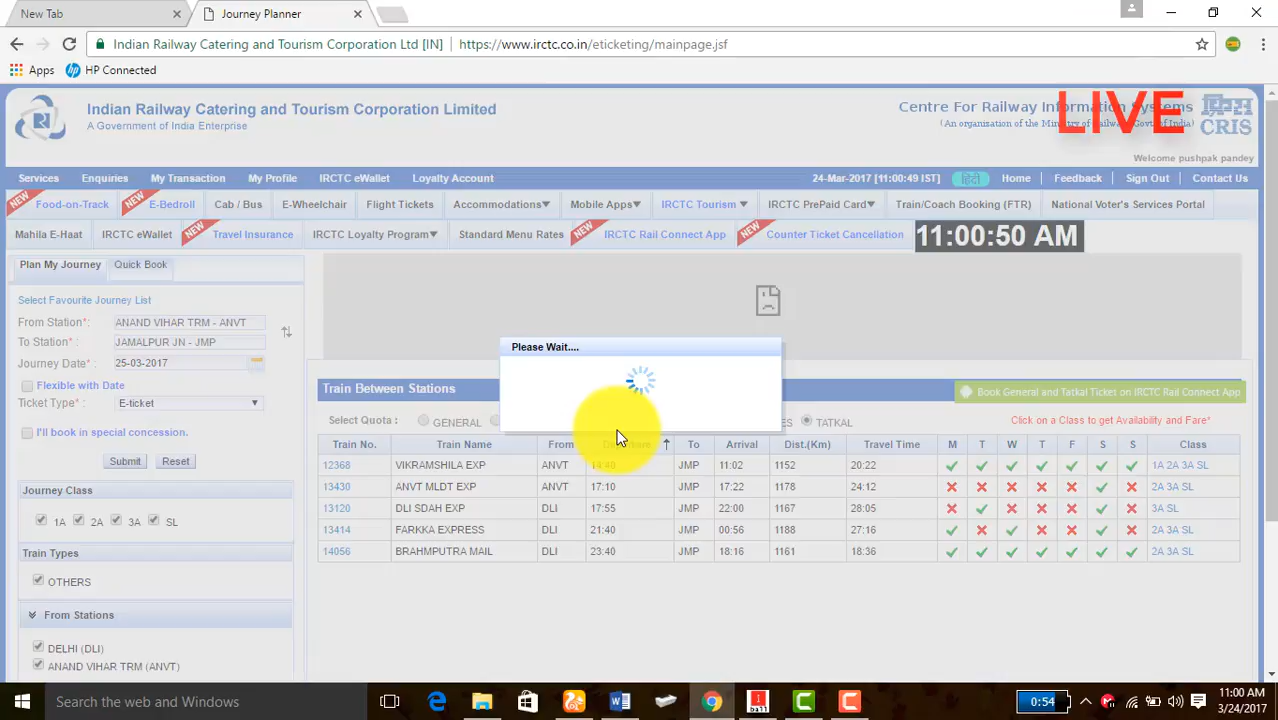 New Tab
Journey Planner
Indian Railway Catering and Tourism Corporation Ltd [IN] https://www.irctc.co.in/eticketing/mainpage.jsf
Apps HP Connected
Indian Railway Catering and Tourism Corporation Limited
A Government of India Enterprise
Centre For Railway Information Systems
(An organization of the Ministry of Railway Govt of India)
LIVE
CRIS
Welcome pushpak pandey
Services Enquiries My Transaction My Profile IRCTC eWallet Loyalty Account 24-Mar-2017 [11:00:49 IST] हिंदी Home Feedback Sign Out Contact Us
NEW Food-on-Track NEW E-Bedroll Cab / Bus E-Wheelchair Flight Tickets Accommodations▼ Mobile Apps▼ IRCTC Tourism ▼ IRCTC PrePaid Card▼ Train/Coach Booking (FTR) National Voter's Services Portal
Mahila E-Haat IRCTC eWallet NEW Travel Insurance IRCTC Loyalty Program▼ Standard Menu Rates NEW IRCTC Rail Connect App NEW Counter Ticket Cancellation
11:00:50 AM
Plan My Journey Quick Book
Select Favourite Journey List
From Station*: ANAND VIHAR TRM - ANVT
To Station*: JAMALPUR JN - JMP
Journey Date*: 25-03-2017
Flexible with Date
Ticket Type*: E-ticket
I'll book in special concession.
Submit Reset
Journey Class
1A 2A 3A SL
Train Types
OTHERS
From Stations
DELHI (DLI)
ANAND VIHAR TRM (ANVT)
Please Wait....
Train Between Stations
Book General and Tatkal Ticket on IRCTC Rail Connect App
Select Quota : GENERAL TATKAL Click on a Class to get Availability and Fare*
Train No. Train Name From Departure To Arrival Dist.(Km) Travel Time M T W T F S S Class
12368 VIKRAMSHILA EXP ANVT JMP 11:02 1152 20:22 1A 2A 3A SL
13430 ANVT MLDT EXP ANVT 17:10 JMP 17:22 1178 24:12 2A 3A SL
13120 DLI SDAH EXP DLI 17:55 JMP 22:00 1167 28:05 3A SL
13414 FARKKA EXPRESS DLI 21:40 JMP 00:56 1188 27:16 2A 3A SL
14056 BRAHMPUTRA MAIL DLI 23:40 JMP 18:16 1161 18:36 2A 3A SL
Search the web and Windows
iball
0:54
11:00 AM
3/24/2017